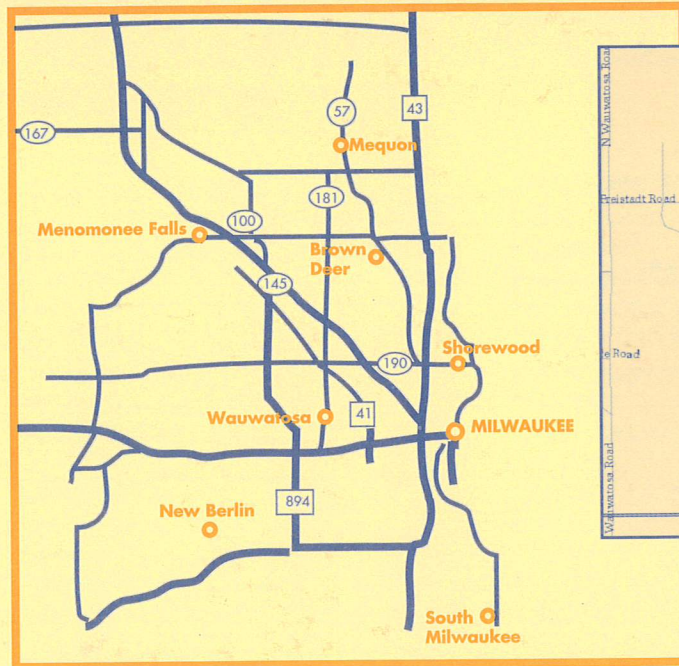 57
43
N Wauwatosa Road
167
Mequon
181
Freistadt Road
100
Menomonee Falls
Brown
Deer
145
Shorewood
190
Road
Wauwatosa
41
MILWAUKEE
Wauwatosa Road
894
New Berlin
South
Milwaukee